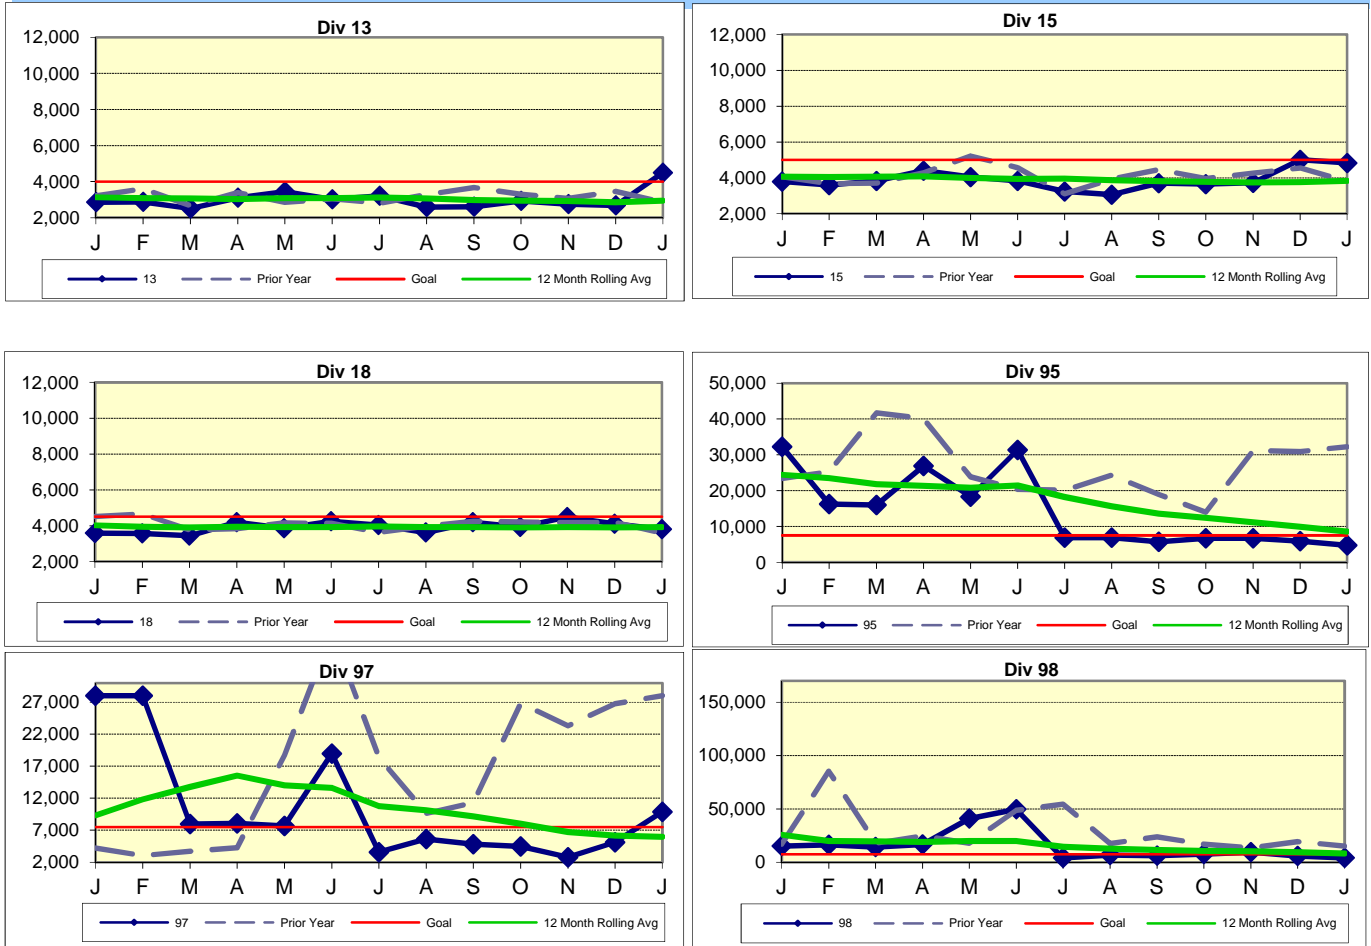 Div 13
12,000
10,000
8,000
6,000
4,000
2,000
J F M A M J J A S O N D J
13 Prior Year Goal 12 Month Rolling Avg
Div 15
12,000
10,000
8,000
6,000
4,000
2,000
J F M A M J J A S O N D J
15 Prior Year Goal 12 Month Rolling Avg
Div 18
12,000
10,000
8,000
6,000
4,000
2,000
J F M A M J J A S O N D J
18 Prior Year Goal 12 Month Rolling Avg
Div 95
50,000
40,000
30,000
20,000
10,000
0
J F M A M J J A S O N D J
95 Prior Year Goal 12 Month Rolling Avg
Div 97
27,000
22,000
17,000
12,000
7,000
2,000
J F M A M J J A S O N D J
97 Prior Year Goal 12 Month Rolling Avg
Div 98
150,000
100,000
50,000
0
J F M A M J J A S O N D J
98 Prior Year Goal 12 Month Rolling Avg